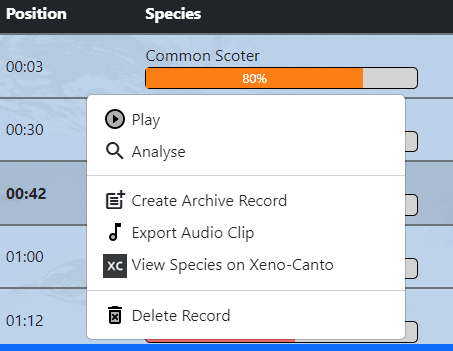 Position Species
00:03 Common Scoter
80%
00:30
Play
Analyse
00:42
Create Archive Record
Export Audio Clip
01:00
XC View Species on Xeno-Canto
01:12
Delete Record